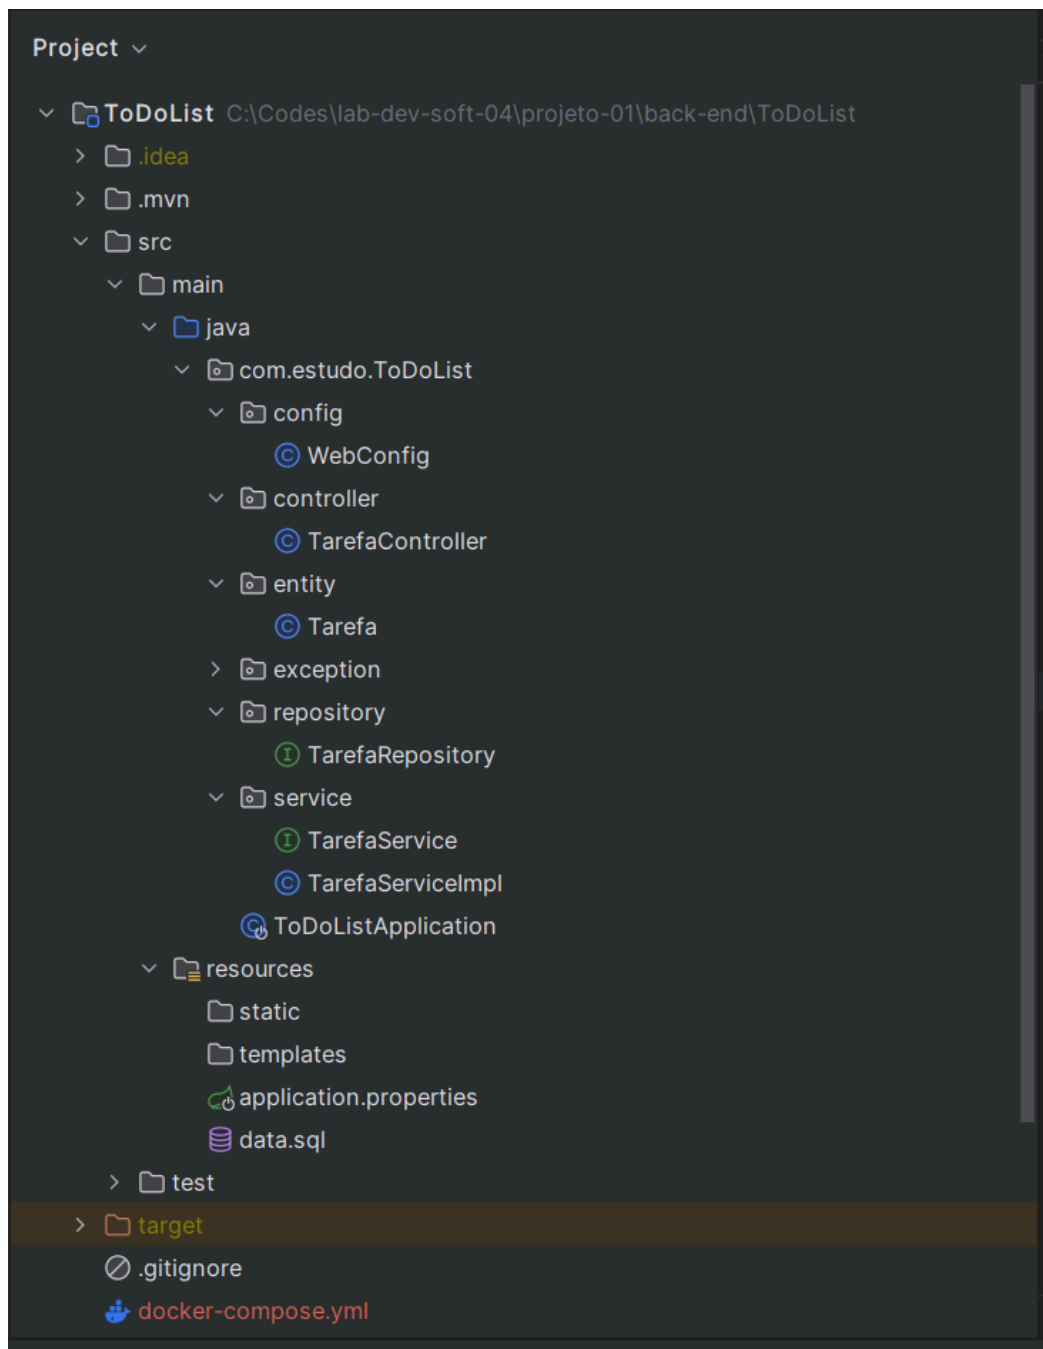 Project
ToDoList C:\Codes\lab-dev-soft-04\projeto-01\back-end\ToDoList
.idea
.mvn
src
main
java
com.estudo.ToDoList
config
WebConfig
controller
TarefaController
entity
Tarefa
exception
repository
TarefaRepository
service
TarefaService
TarefaServiceImpl
ToDoListApplication
resources
static
templates
application.properties
data.sql
test
target
.gitignore
docker-compose.yml